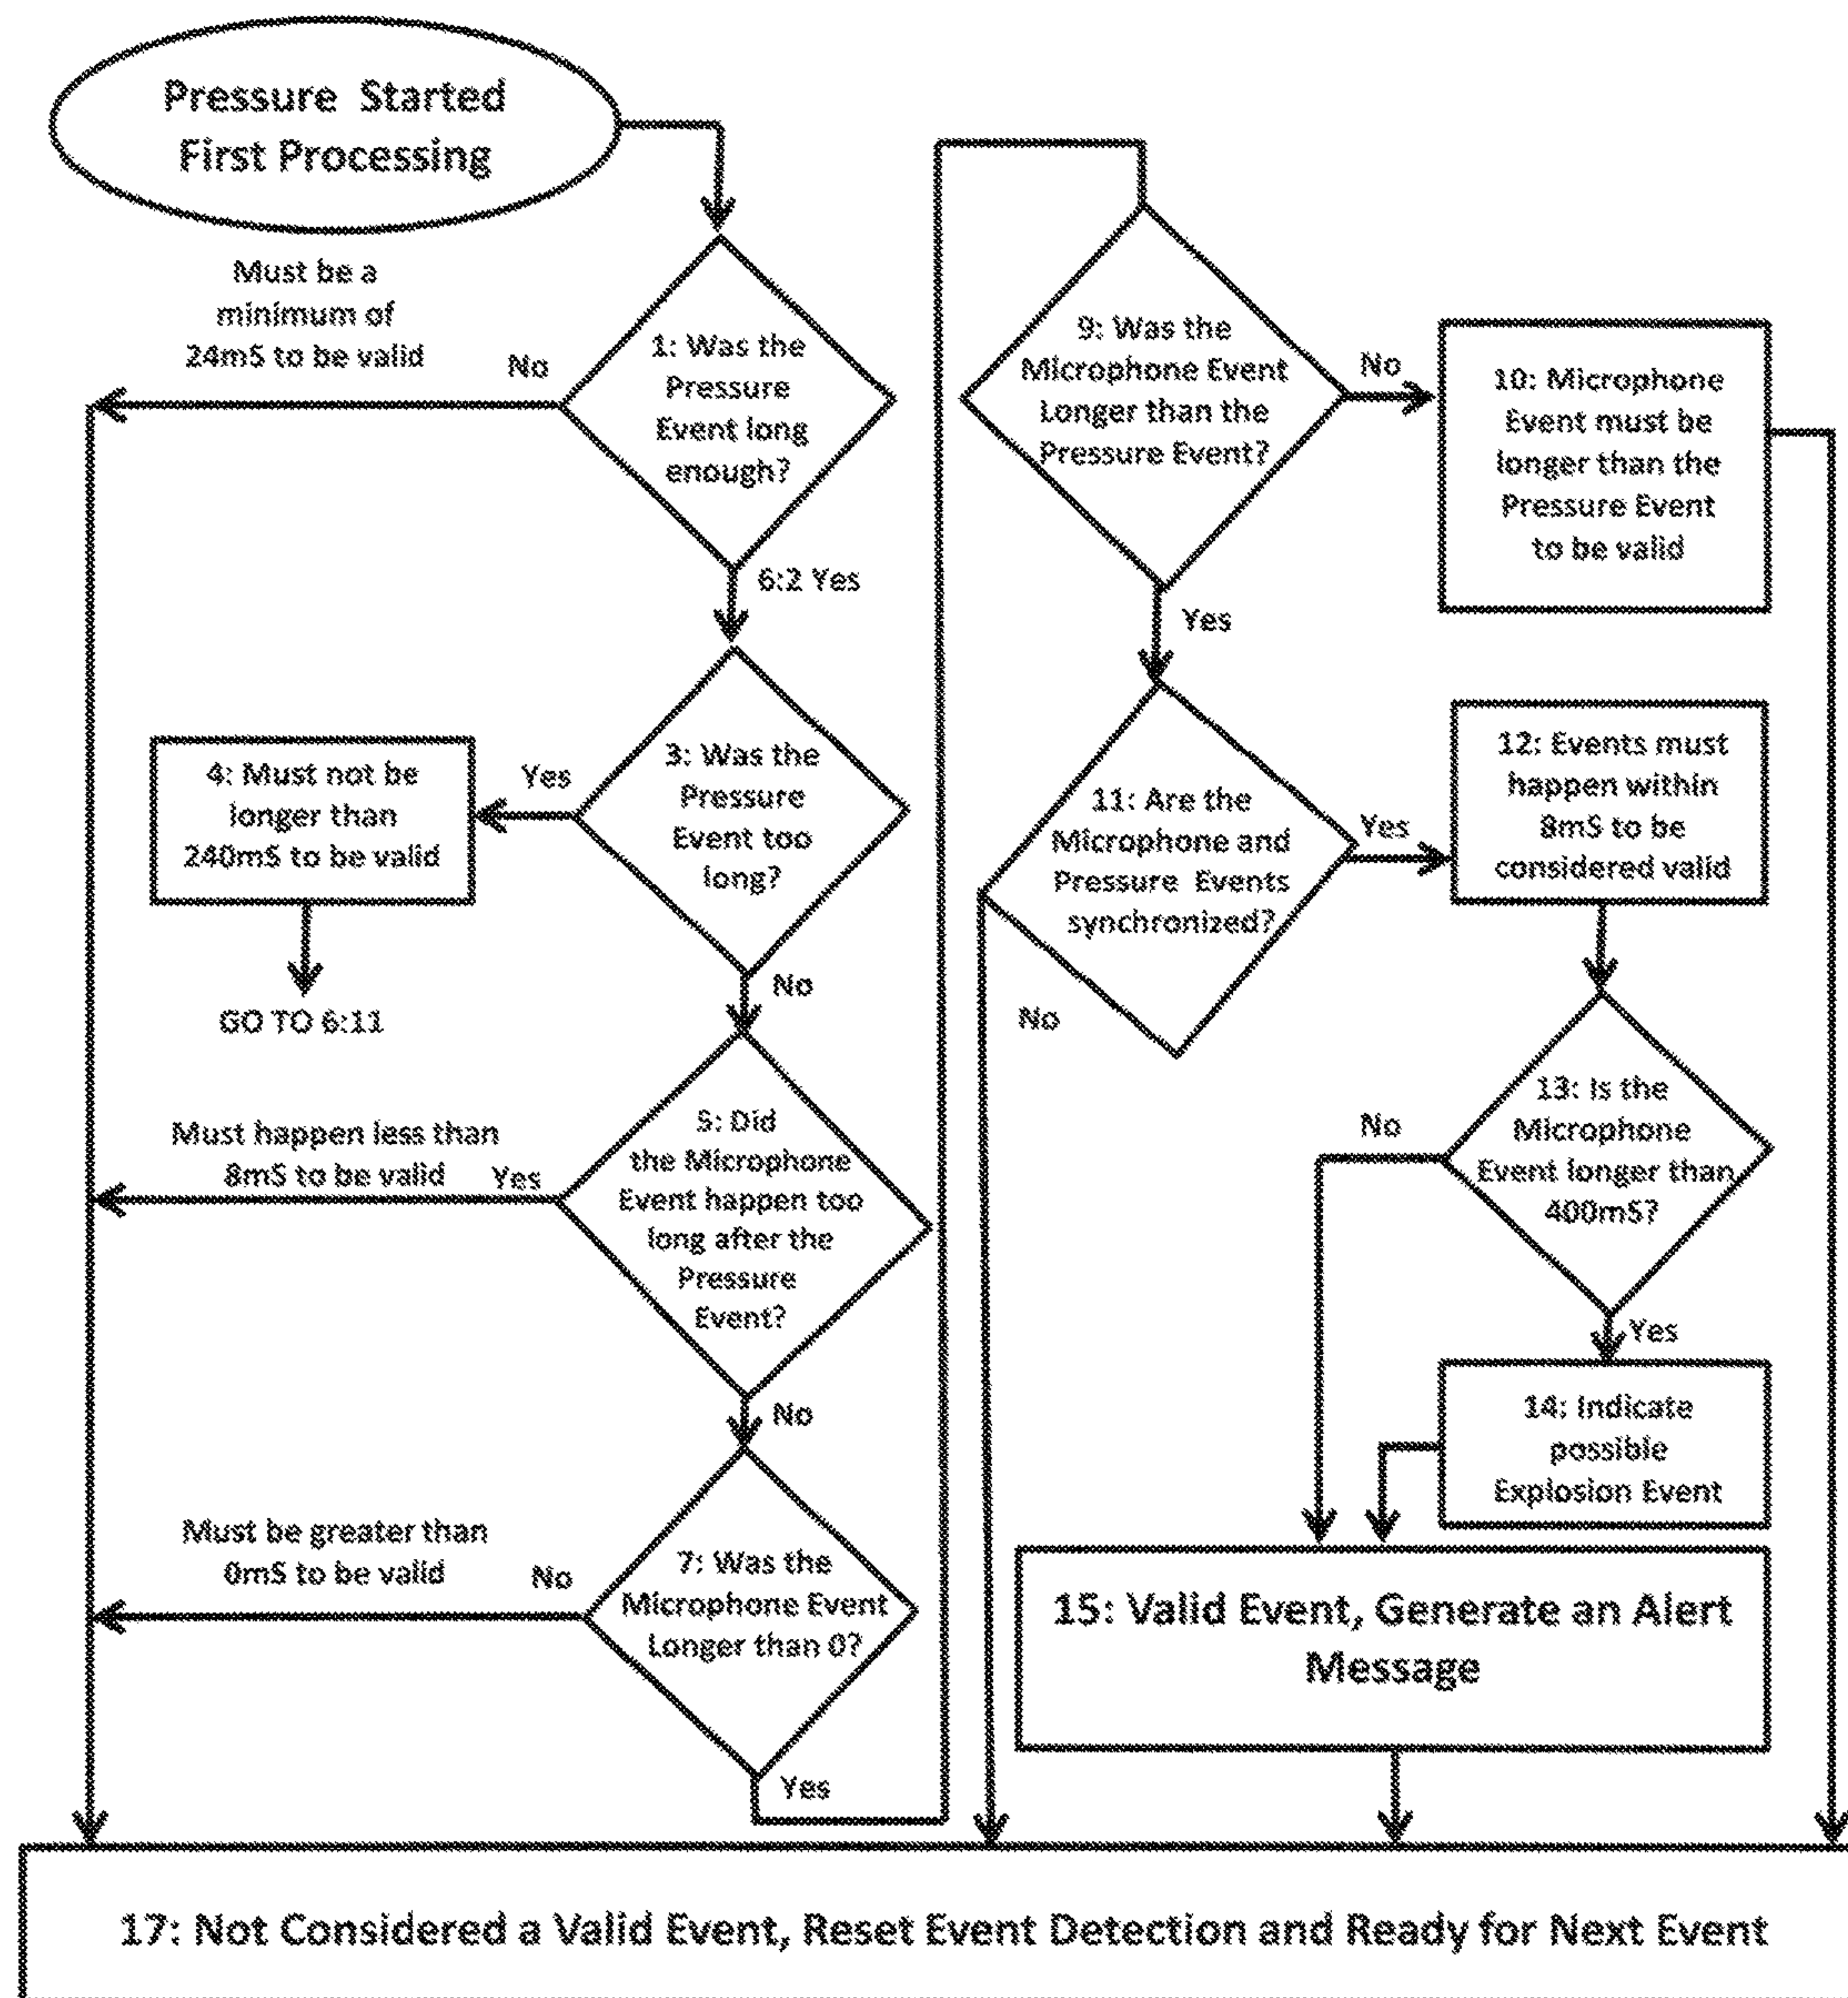 Pressure Started
First Processing
Must be a
minimum of
24mS to be valid
No
1: Was the
Pressure
Event long
enough?
6:2 Yes
3: Was the
Pressure
Event too
long?
Yes
4: Must not be
longer than
240mS to be valid
GO TO 6:11
No
5: Did
the Microphone
Event happen too
long after the
Pressure
Event?
Must happen less than
8mS to be valid
Yes
No
7: Was the
Microphone Event
Longer than 0?
Must be greater than
0mS to be valid
No
Yes
9: Was the
Microphone Event
Longer than the
Pressure Event?
No
10: Microphone
Event must be
longer than the
Pressure Event
to be valid
Yes
11: Are the
Microphone and
Pressure Events
synchronized?
Yes
12: Events must
happen within
8mS to be
considered valid
No
13: Is the
Microphone
Event longer than
400mS?
No
Yes
14: Indicate
possible
Explosion Event
15: Valid Event, Generate an Alert
Message
17: Not Considered a Valid Event, Reset Event Detection and Ready for Next Event